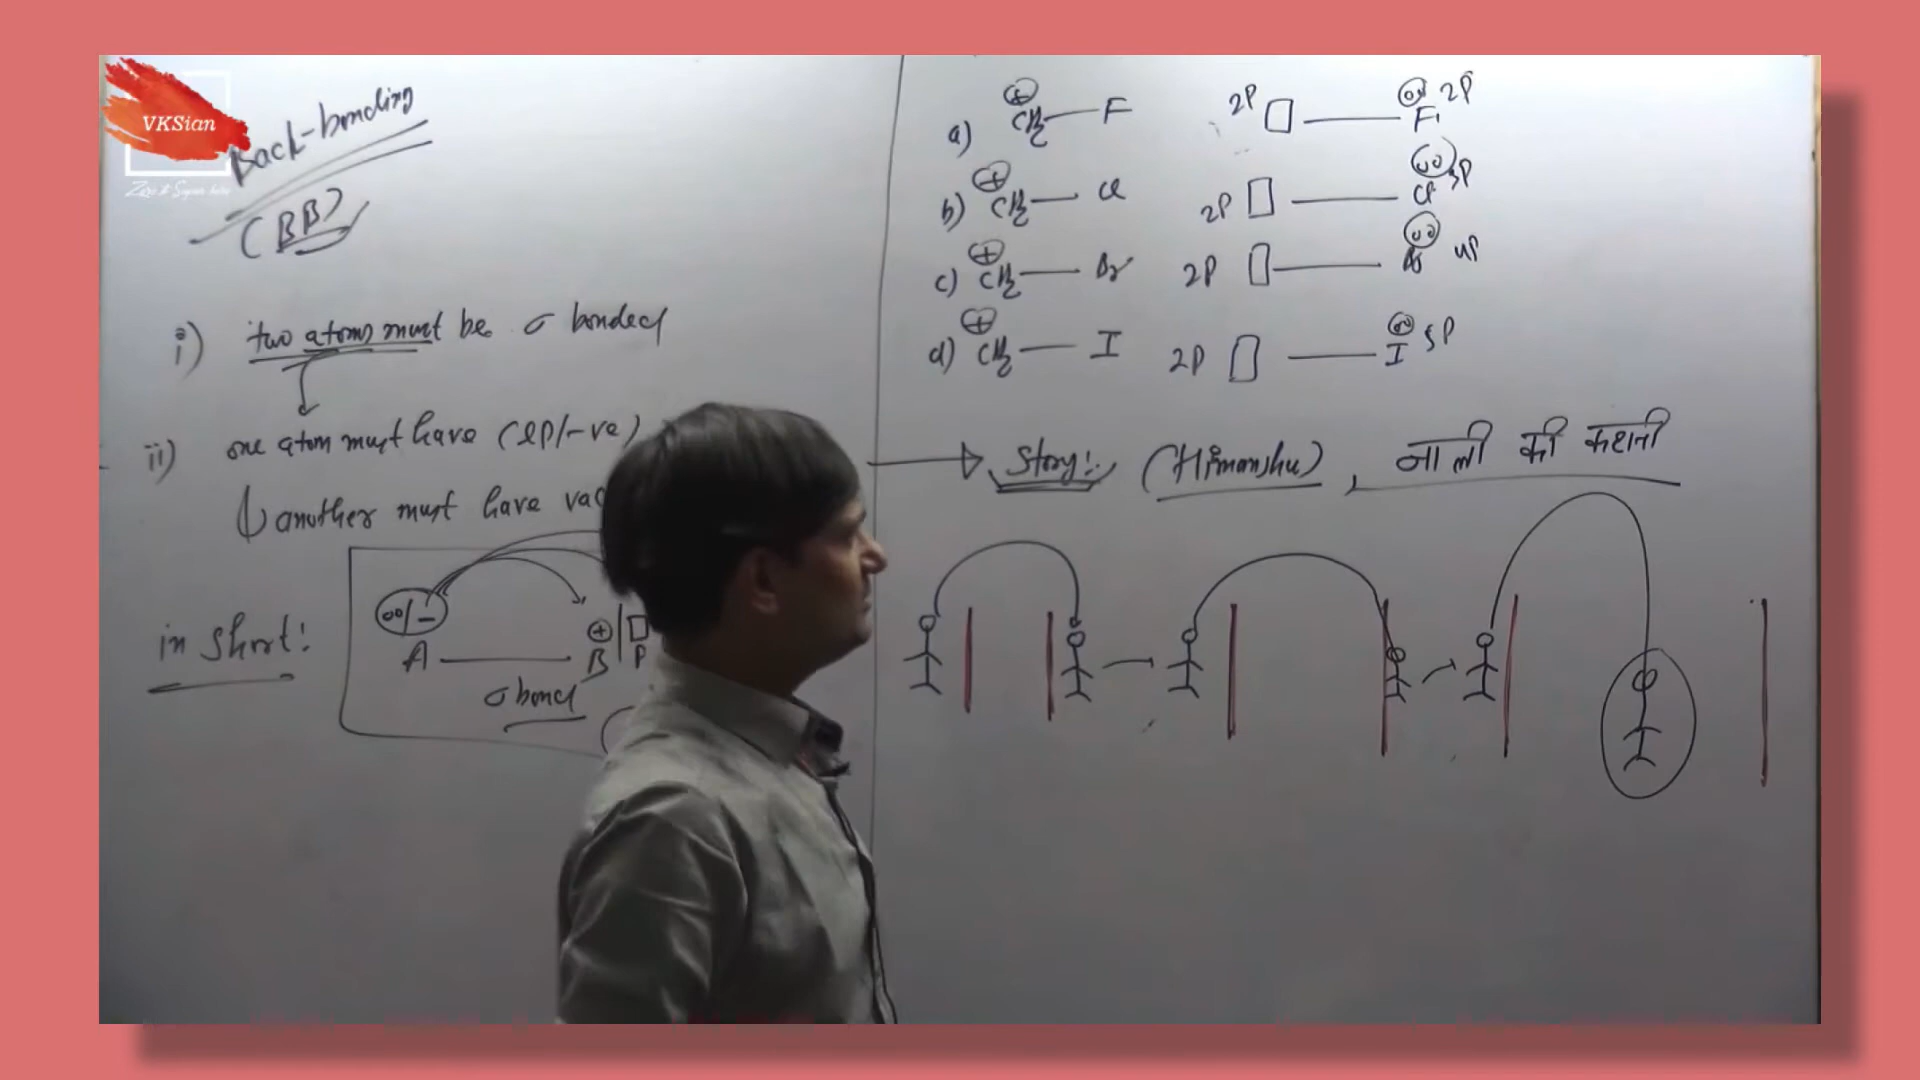 VKSian
Back-bonding
(BB)
i) two atoms must be σ bonded
ii) one atom must have (lp/-ve)
another must have vac
in short:
A B P
σ bond
a) CH₂ F 2P F 2P
b) CH₂ Cl 2P Cl 3P
c) CH₂ Br 2P Br 4P
d) CH₂ I 2P I 5P
Story:- (Himanshu), नाली की कहानी